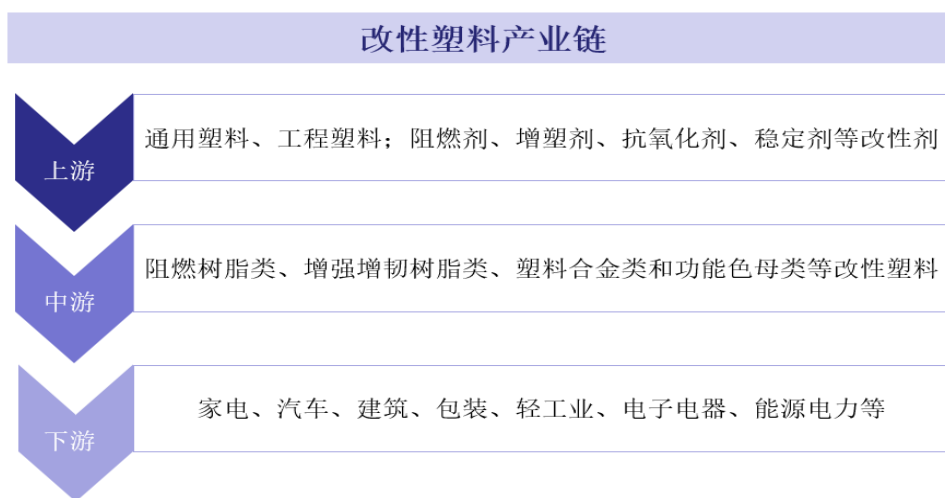 改性塑料产业链
上游
通用塑料、工程塑料；阻燃剂、增塑剂、抗氧化剂、稳定剂等改性剂
中游
阻燃树脂类、增强增韧树脂类、塑料合金类和功能色母类等改性塑料
下游
家电、汽车、建筑、包装、轻工业、电子电器、能源电力等